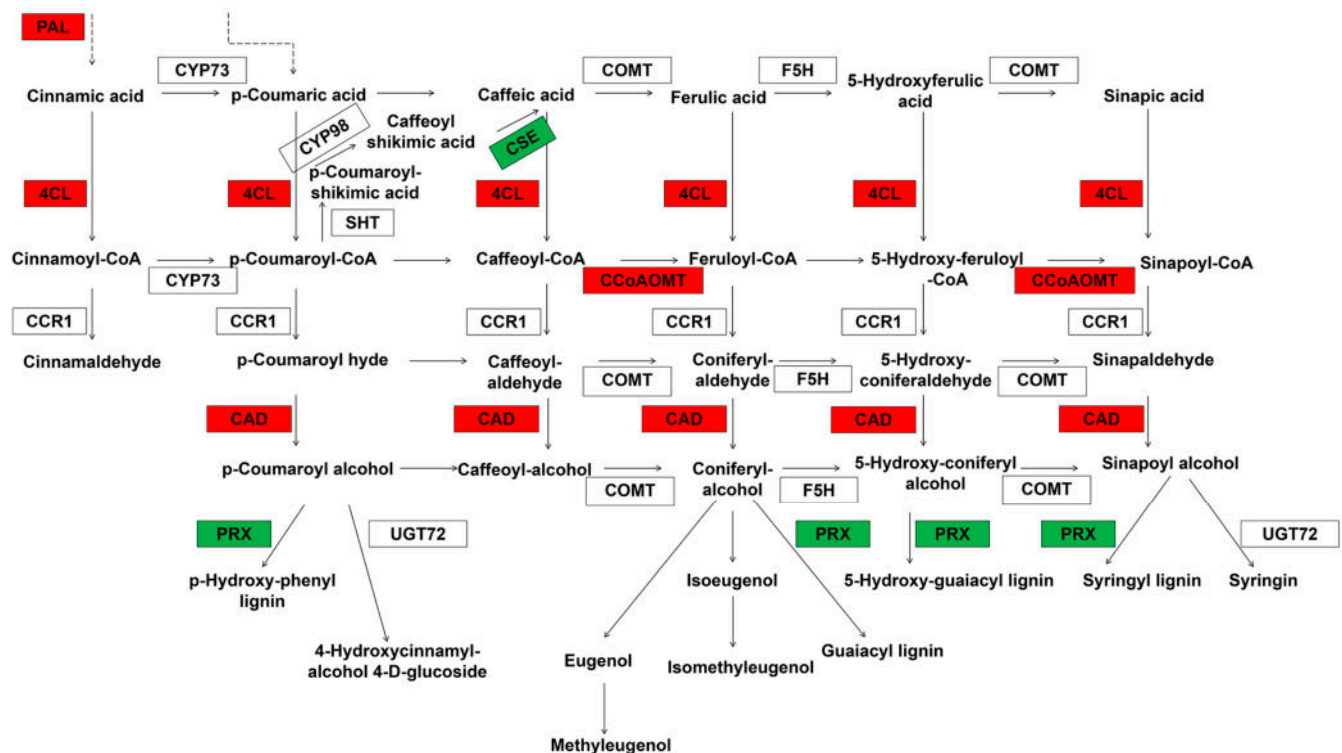 PAL
CYP73
COMT
F5H
COMT
Cinnamic acid
p-Coumaric acid
Caffeic acid
Ferulic acid
5-Hydroxyferulic
acid
Sinapic acid
CYP98
Caffeoyl
shikimic acid
CSE
p-Coumaroyl-
shikimic acid
4CL
4CL
4CL
4CL
4CL
4CL
SHT
Cinnamoyl-CoA
p-Coumaroyl-CoA
Caffeoyl-CoA
Feruloyl-CoA
5-Hydroxy-feruloyl
-CoA
Sinapoyl-CoA
CYP73
CCoAOMT
CCoAOMT
CCR1
CCR1
CCR1
CCR1
CCR1
CCR1
Cinnamaldehyde
p-Coumaroyl hyde
Caffeoyl-
aldehyde
Coniferyl-
aldehyde
5-Hydroxy-
coniferaldehyde
Sinapaldehyde
COMT
F5H
COMT
CAD
CAD
CAD
CAD
CAD
p-Coumaroyl alcohol
Caffeoyl-alcohol
Coniferyl-
alcohol
5-Hydroxy-coniferyl
alcohol
Sinapoyl alcohol
COMT
F5H
COMT
PRX
UGT72
PRX
PRX
PRX
UGT72
p-Hydroxy-phenyl
lignin
Isoeugenol
5-Hydroxy-guaiacyl lignin
Syringyl lignin
Syringin
4-Hydroxycinnamyl-
alcohol 4-D-glucoside
Eugenol
Isomethyleugenol
Guaiacyl lignin
Methyleugenol